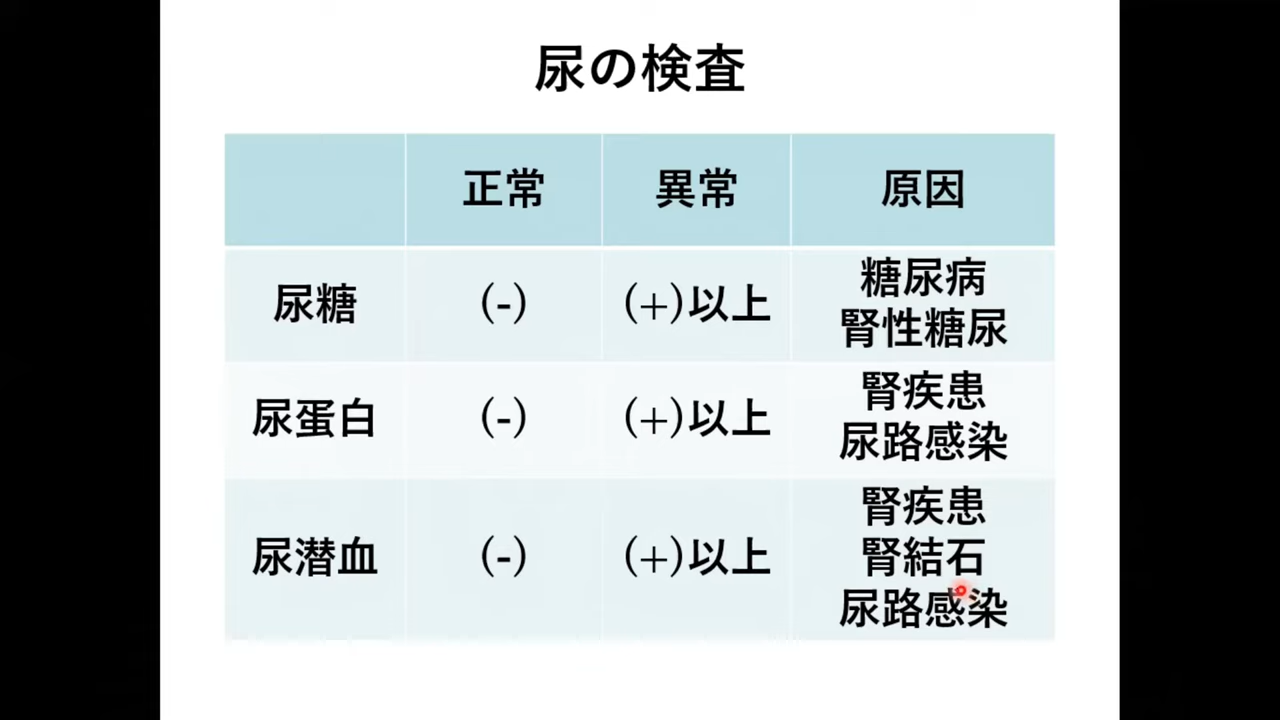 尿の検査
正常 異常 原因
尿糖 (-) (+)以上 糖尿病
腎性糖尿
尿蛋白 (-) (+)以上 腎疾患
尿路感染
尿潜血 (-) (+)以上 腎疾患
腎結石
尿路感染